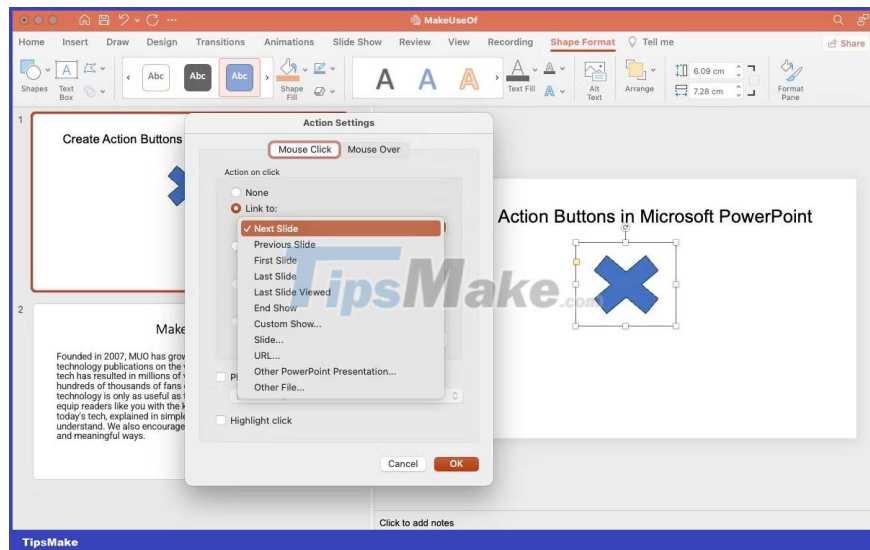 MakeUseOf
Home Insert Draw Design Transitions Animations Slide Show Review View Recording Shape Format Tell me Share
Abc Abc Abc
A A A A
6.09 cm
7.28 cm
Shapes Text Box Shape Fill Text Fill Alt Text Arrange Format Pane
1
Create Action Buttons
Action Settings
Mouse Click Mouse Over
Action on click
None
Link to:
✓ Next Slide
Previous Slide
First Slide
Last Slide
Last Slide Viewed
End Show
Custom Show...
Slide...
URL...
Other PowerPoint Presentation...
Other File...
Highlight click
Cancel OK
2
Make
Founded in 2007, MUO has grow
technology publications on the
tech has resulted in millions of
hundreds of thousands of fans
technology is only as useful as
equip readers like you with the
today's tech, explained in simple
understand. We also encourage
and meaningful ways.
Action Buttons in Microsoft PowerPoint
TipsMake.com
Click to add notes
TipsMake